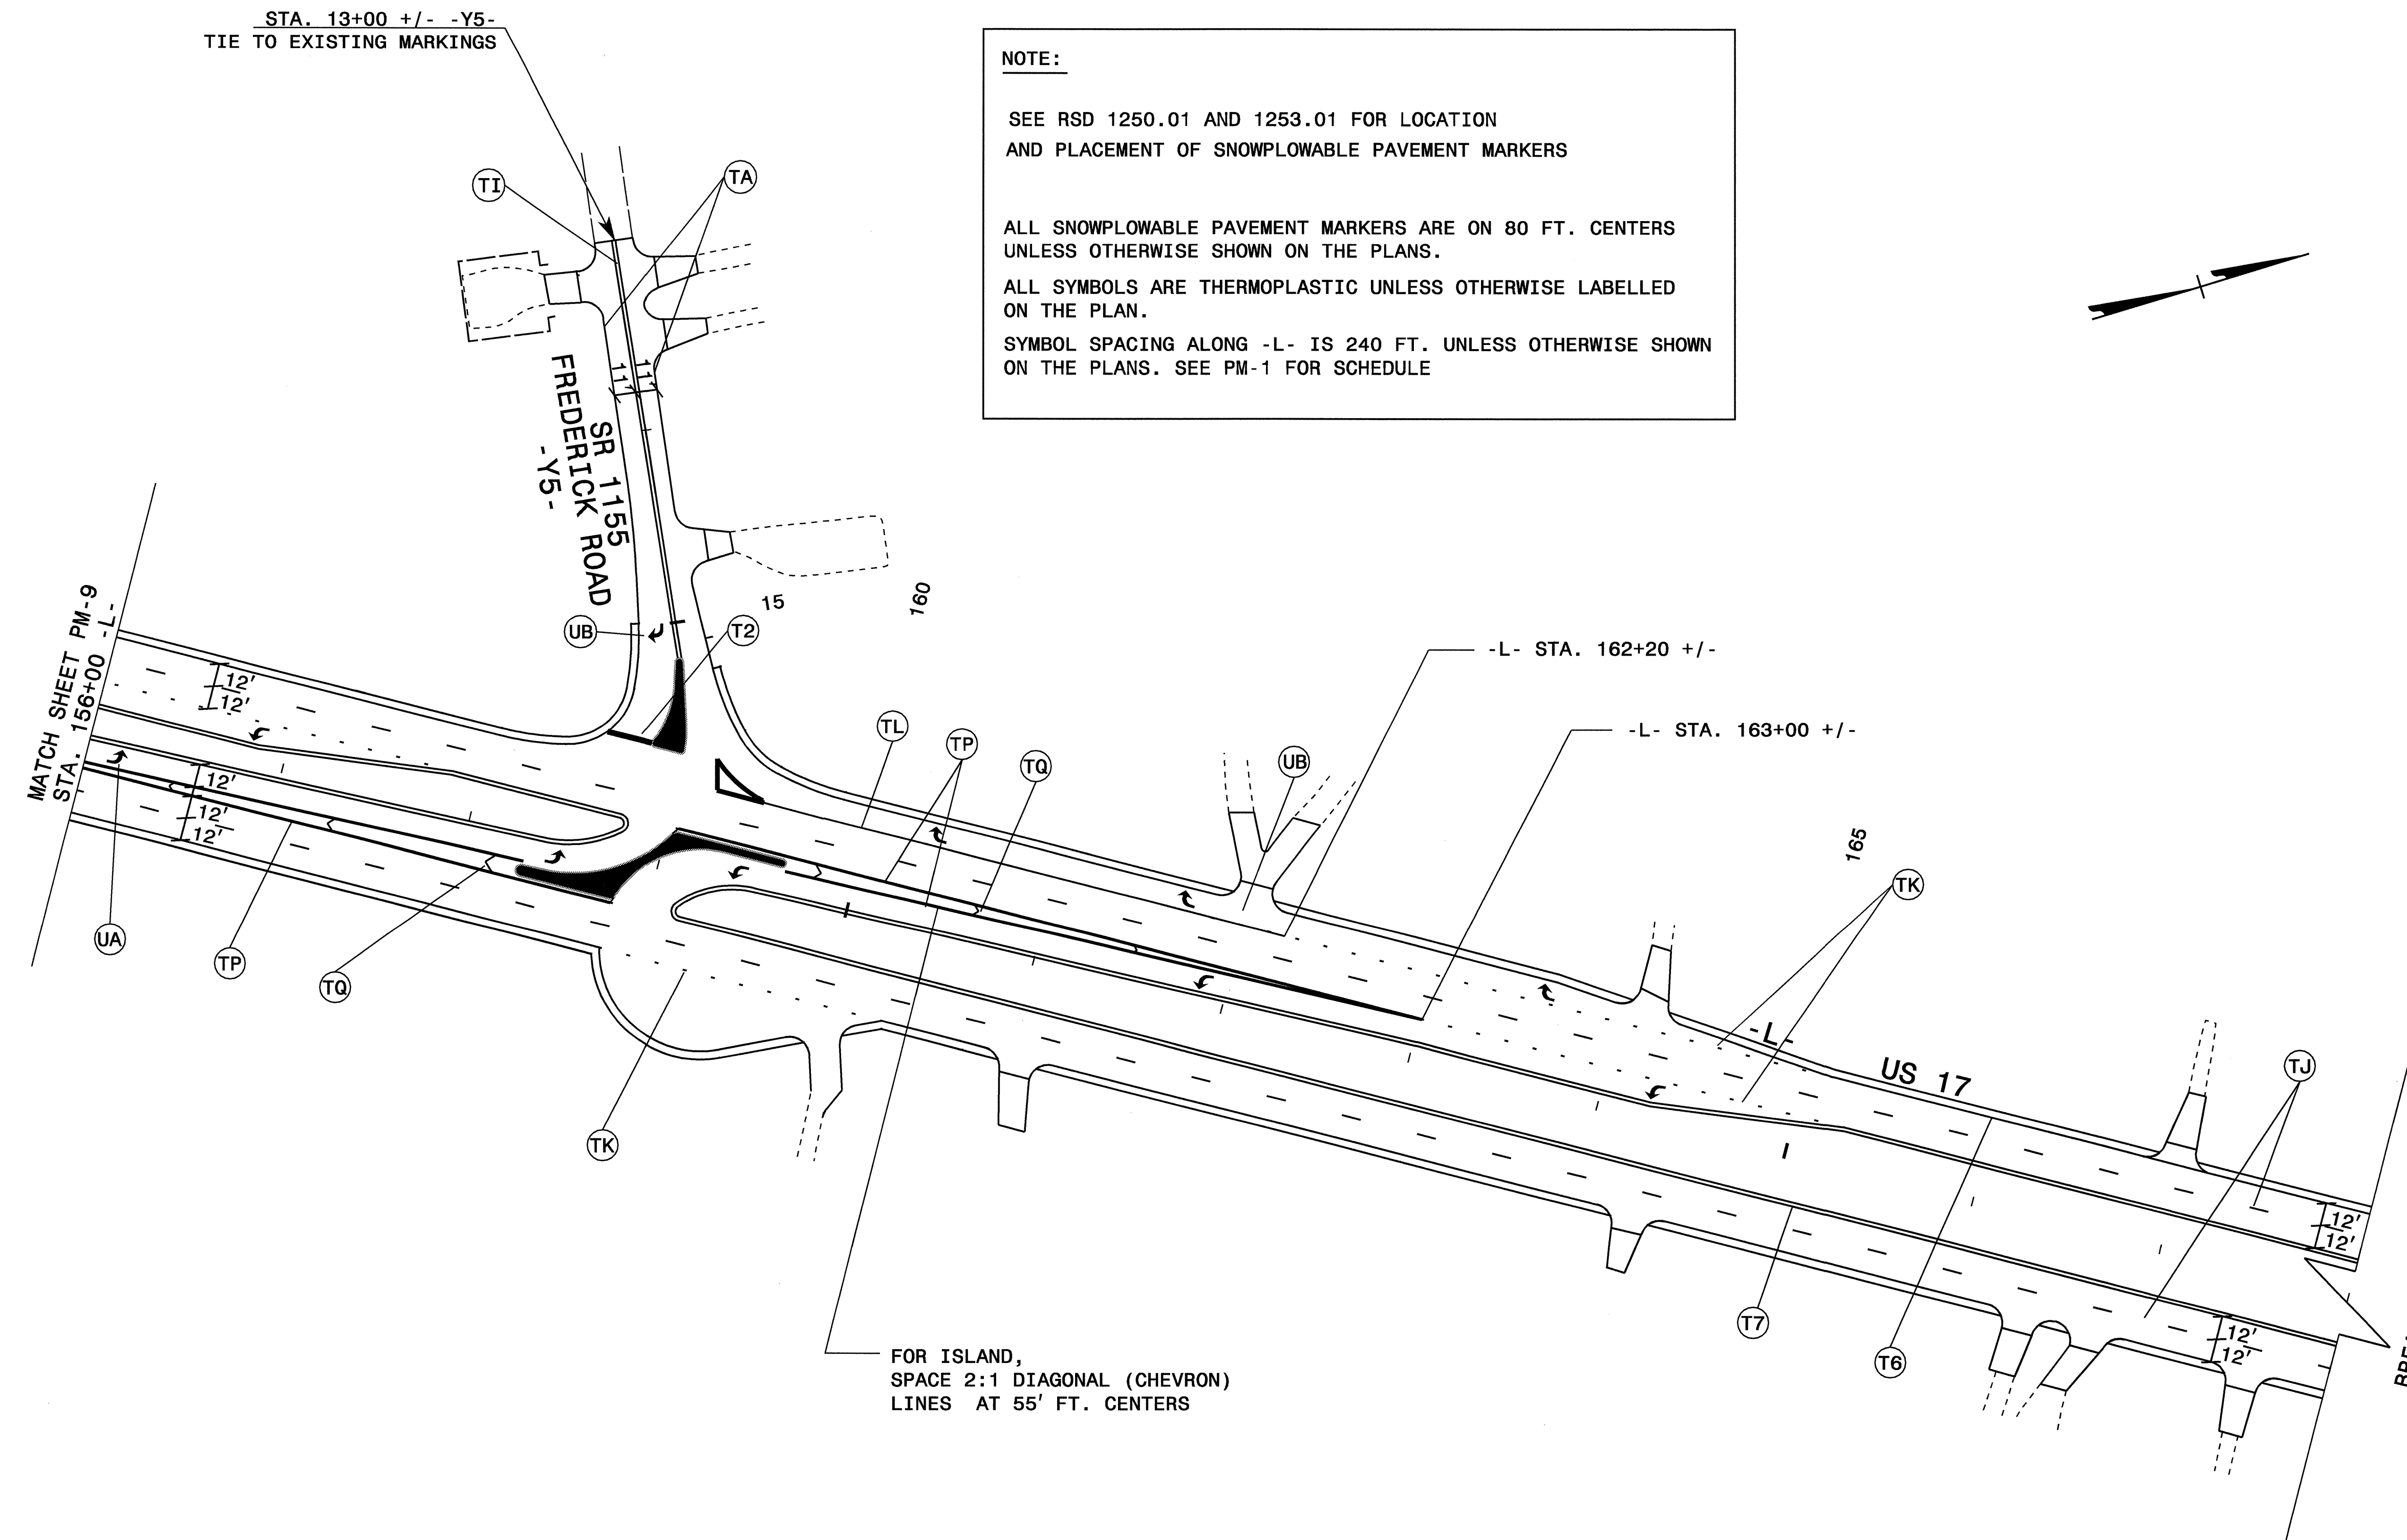 STA. 13+00 +/- -Y5-
TIE TO EXISTING MARKINGS
NOTE:
SEE RSD 1250.01 AND 1253.01 FOR LOCATION
AND PLACEMENT OF SNOWPLOWABLE PAVEMENT MARKERS
ALL SNOWPLOWABLE PAVEMENT MARKERS ARE ON 80 FT. CENTERS
UNLESS OTHERWISE SHOWN ON THE PLANS.
ALL SYMBOLS ARE THERMOPLASTIC UNLESS OTHERWISE LABELLED
ON THE PLAN.
SYMBOL SPACING ALONG -L- IS 240 FT. UNLESS OTHERWISE SHOWN
ON THE PLANS. SEE PM-1 FOR SCHEDULE
TI
TA
11'
11'
SR 1155
FREDERICK ROAD
-Y5-
UB
T2
15
160
MATCH SHEET PM-9
STA. 156+00 -L-
12'
12'
12'
12'
12'
TL
TP
TQ
UB
-L- STA. 162+20 +/-
-L- STA. 163+00 +/-
165
TK
UA
TP
TQ
TK
-L-
US 17
TJ
12'
12'
12'
12'
T7
T6
FOR ISLAND,
SPACE 2:1 DIAGONAL (CHEVRON)
LINES AT 55' FT. CENTERS